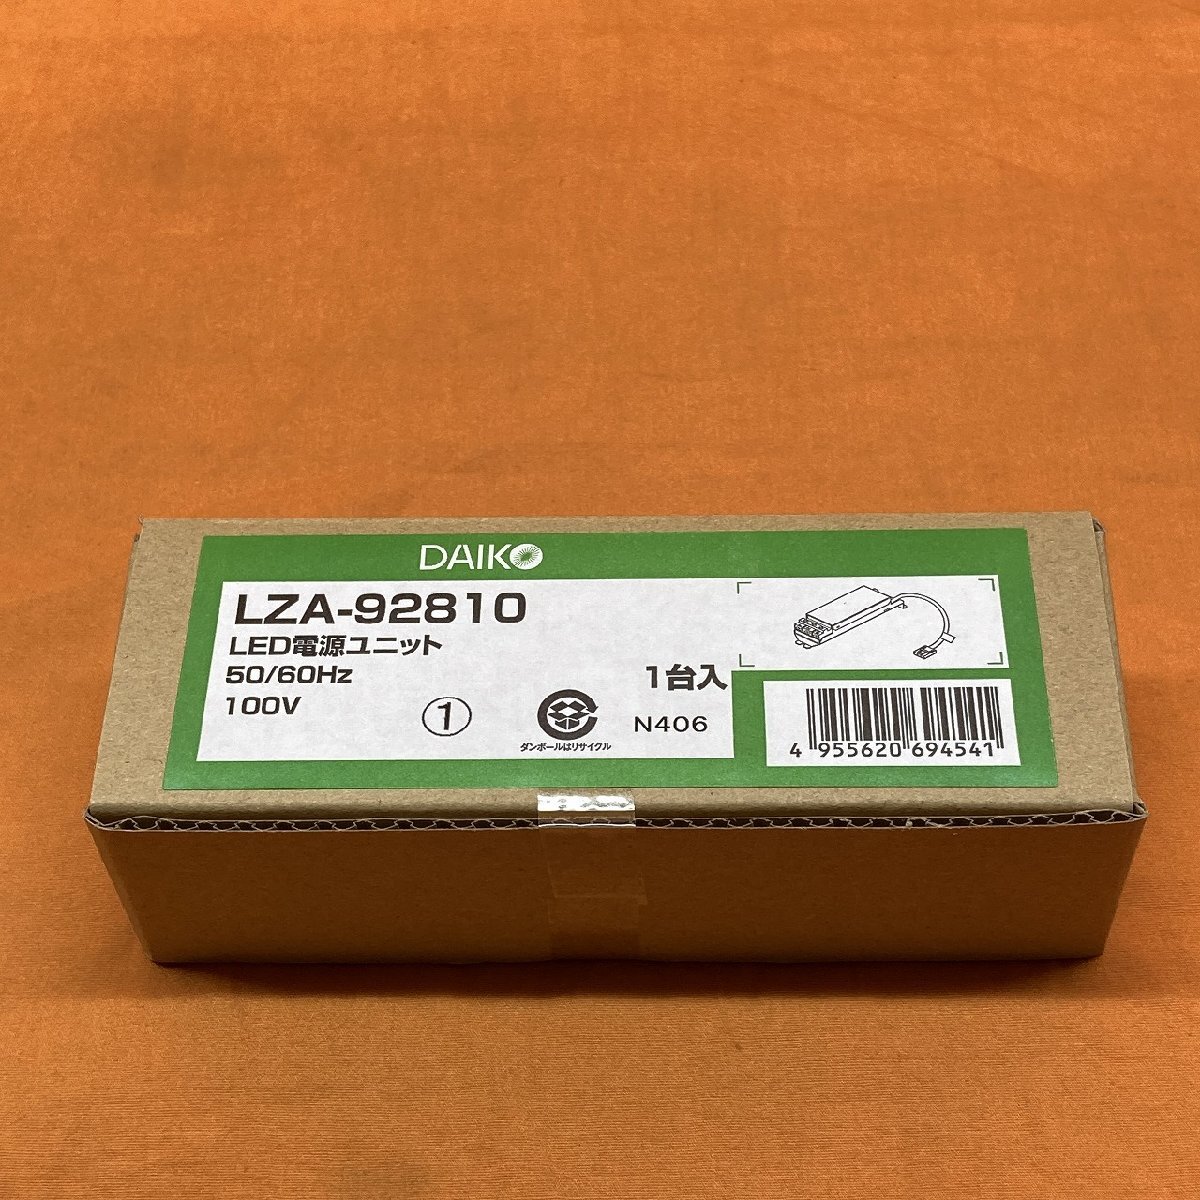 DAIKO
LZA-92810
LED電源ユニット
50/60Hz
100V
①
ダンボールはリサイクル
1台入
N406
4 955620 694541